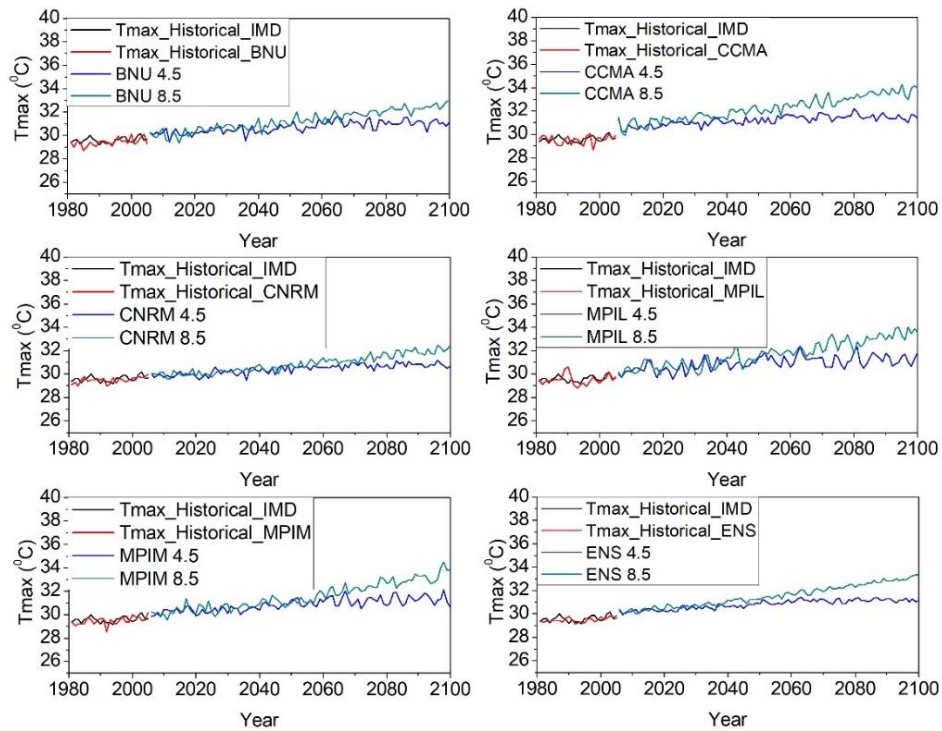 40
38
36
34
32
30
28
26
Tmax (⁰C)
Tmax_Historical_IMD
Tmax_Historical_BNU
BNU 4.5
BNU 8.5
1980 2000 2020 2040 2060 2080 2100
Year
40
38
36
34
32
30
28
26
Tmax (⁰C)
Tmax_Historical_IMD
Tmax_Historical_CCMA
CCMA 4.5
CCMA 8.5
1980 2000 2020 2040 2060 2080 2100
Year
40
38
36
34
32
30
28
26
Tmax (⁰C)
Tmax_Historical_IMD
Tmax_Historical_CNRM
CNRM 4.5
CNRM 8.5
1980 2000 2020 2040 2060 2080 2100
Year
40
38
36
34
32
30
28
26
Tmax (⁰C)
Tmax_Historical_IMD
Tmax_Historical_MPIL
MPIL 4.5
MPIL 8.5
1980 2000 2020 2040 2060 2080 2100
Year
40
38
36
34
32
30
28
26
Tmax (⁰C)
Tmax_Historical_IMD
Tmax_Historical_MPIM
MPIM 4.5
MPIM 8.5
1980 2000 2020 2040 2060 2080 2100
Year
40
38
36
34
32
30
28
26
Tmax (⁰C)
Tmax_Historical_IMD
Tmax_Historical_ENS
ENS 4.5
ENS 8.5
1980 2000 2020 2040 2060 2080 2100
Year